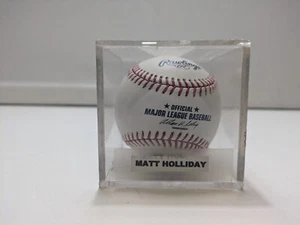 Rawlings
OFFICIAL
MAJOR LEAGUE BASEBALL
MATT HOLLIDAY